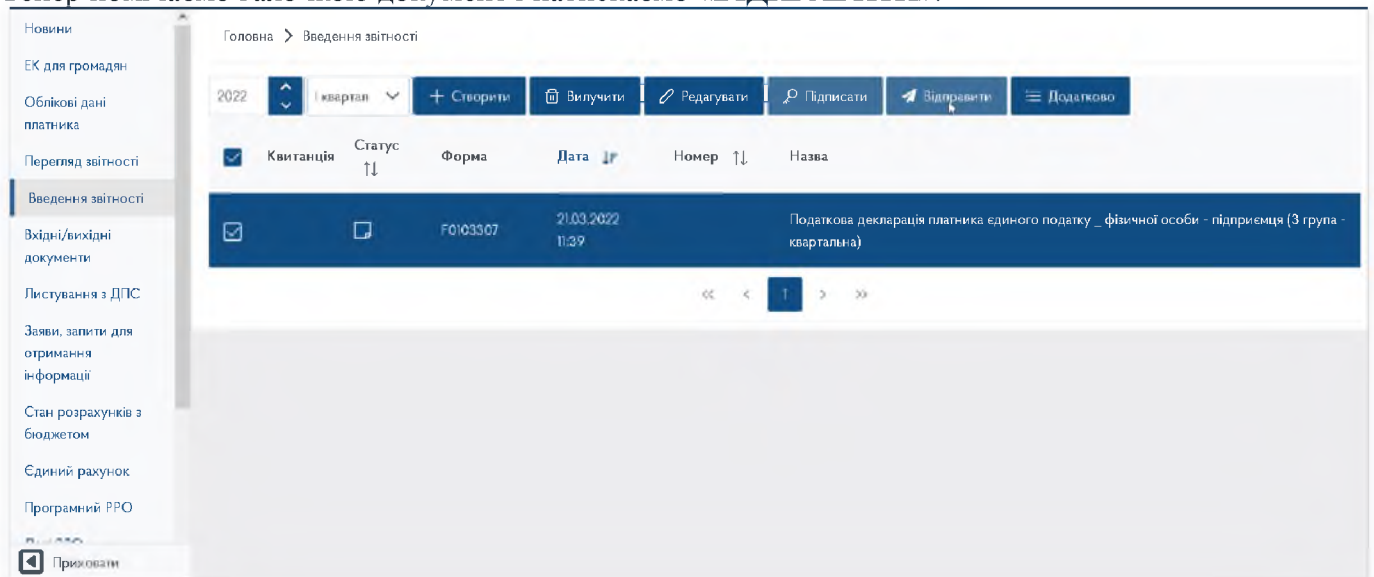 Новини
ЕК для громадян
Облікові дані
платника
Перегляд звітності
Введення звітності
Вхідні/вихідні
документи
Листування з ДПС
Заяви, запити для
отримання
інформації
Стан розрахунків з
бюджетом
Єдиний рахунок
Програмний РРО
Приховати
Головна > Введення звітності
2022 I квартал + Створити Вилучити Редагувати Підписати Відправити Додатково
Квитанція Статус Форма Дата Номер Назва
F0103307 21.03.2022
11:39
Податкова декларація платника єдиного податку _ фізичної особи - підприємця (3 група -
квартальна)
« < 1 > »